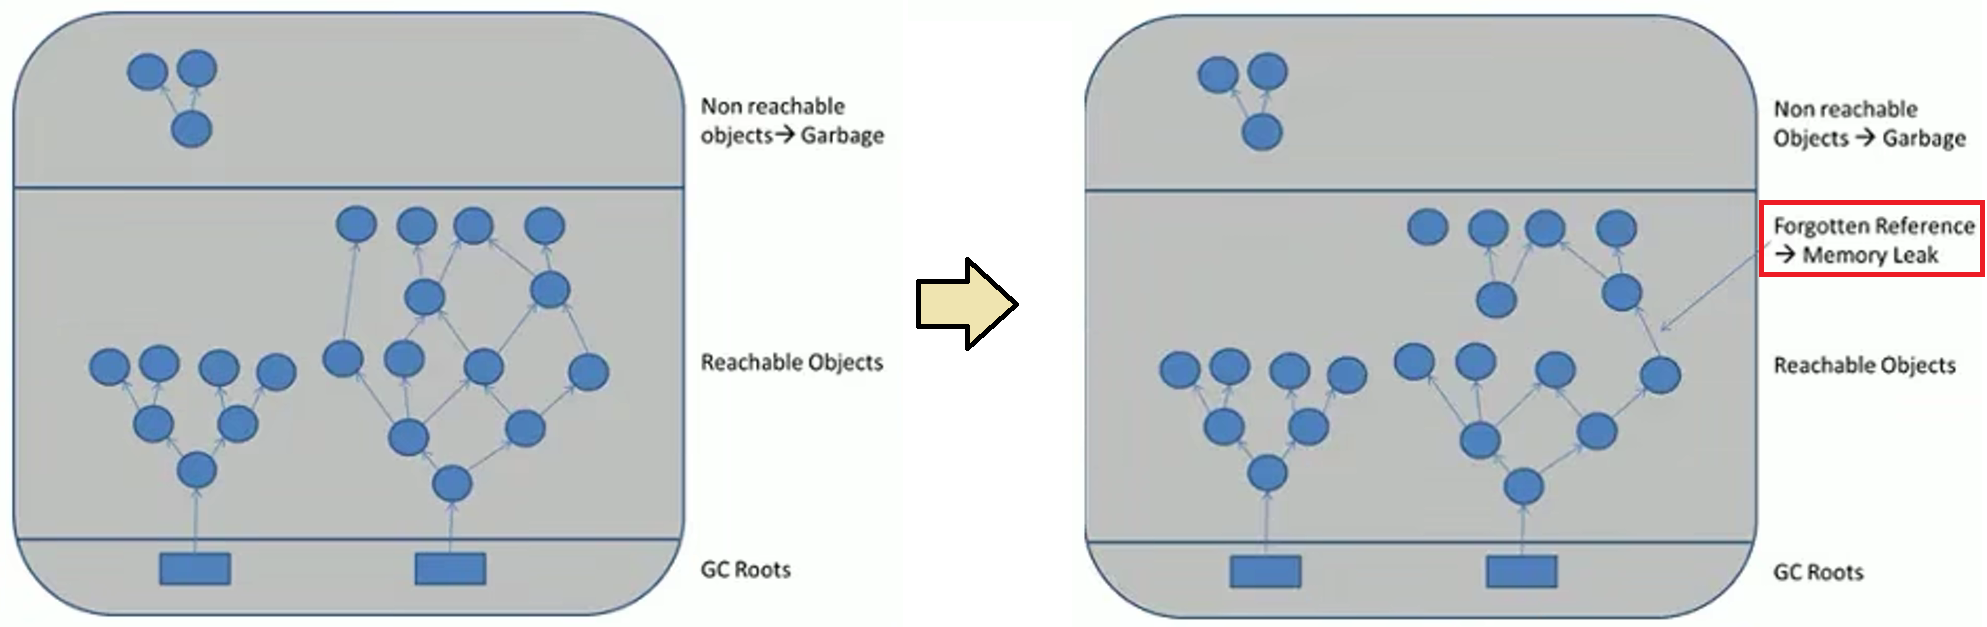 Non reachable
objects→ Garbage
Reachable Objects
GC Roots
Non reachable
Objects → Garbage
Forgotten Reference
→ Memory Leak
Reachable Objects
GC Roots